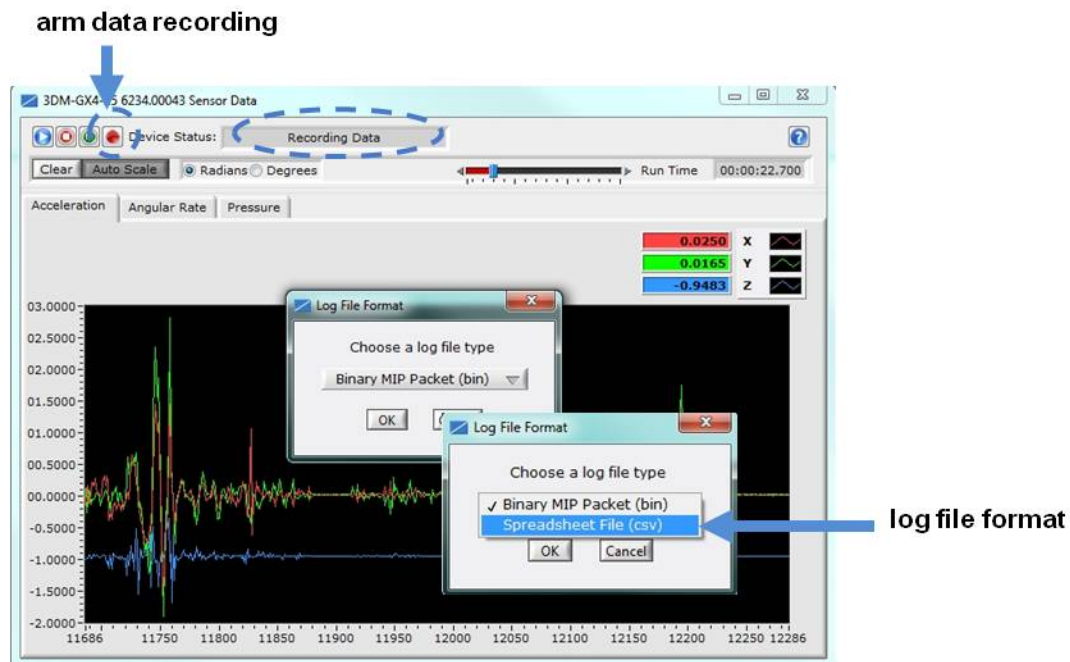 arm data recording
3DM-GX4- 5 6234.00043 Sensor Data
Device Status: Recording Data
Clear Auto Scale Radians Degrees Run Time 00:00:22.700
Acceleration Angular Rate Pressure
0.0250 X
0.0165 Y
-0.9483 Z
03.0000
02.5000
02.0000
01.5000
01.0000
00.5000
00.0000
-0.5000
-1.0000
-1.5000
-2.0000
11686 11750 11800 11850 11900 11950 12000 12050 12100 12150 12200 12250 12286
Log File Format
Choose a log file type
Binary MIP Packet (bin)
OK
Log File Format
Choose a log file type
✓ Binary MIP Packet (bin)
Spreadsheet File (csv)
OK Cancel
log file format